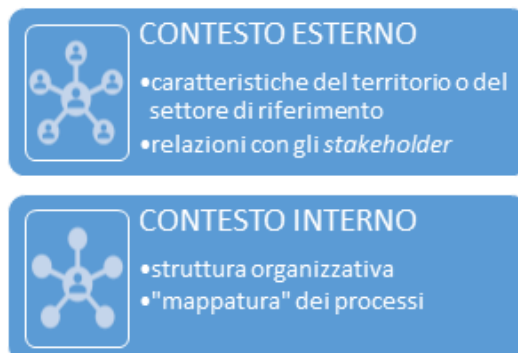 CONTESTO ESTERNO
•caratteristiche del territorio o del
settore di riferimento
•relazioni con gli stakeholder
CONTESTO INTERNO
•struttura organizzativa
•"mappatura" dei processi